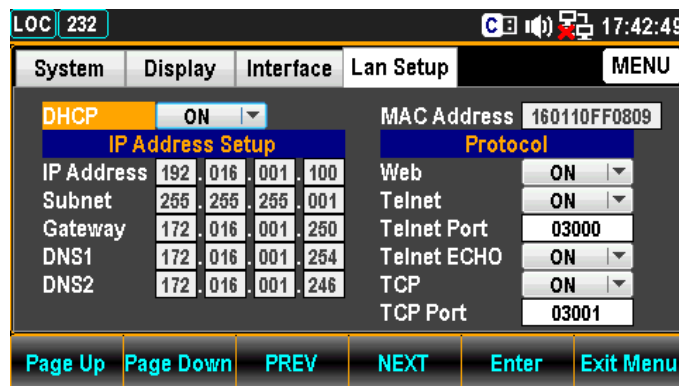 LOC 232 C 17:42:49
System Display Interface Lan Setup MENU
DHCP ON
IP Address Setup
IP Address 192 . 016 . 001 . 100
Subnet 255 . 255 . 255 . 001
Gateway 172 . 016 . 001 . 250
DNS1 172 . 016 . 001 . 254
DNS2 172 . 016 . 001 . 246
MAC Address 160110FF0809
Protocol
Web ON
Telnet ON
Telnet Port 03000
Telnet ECHO ON
TCP ON
TCP Port 03001
Page Up Page Down PREV NEXT Enter Exit Menu